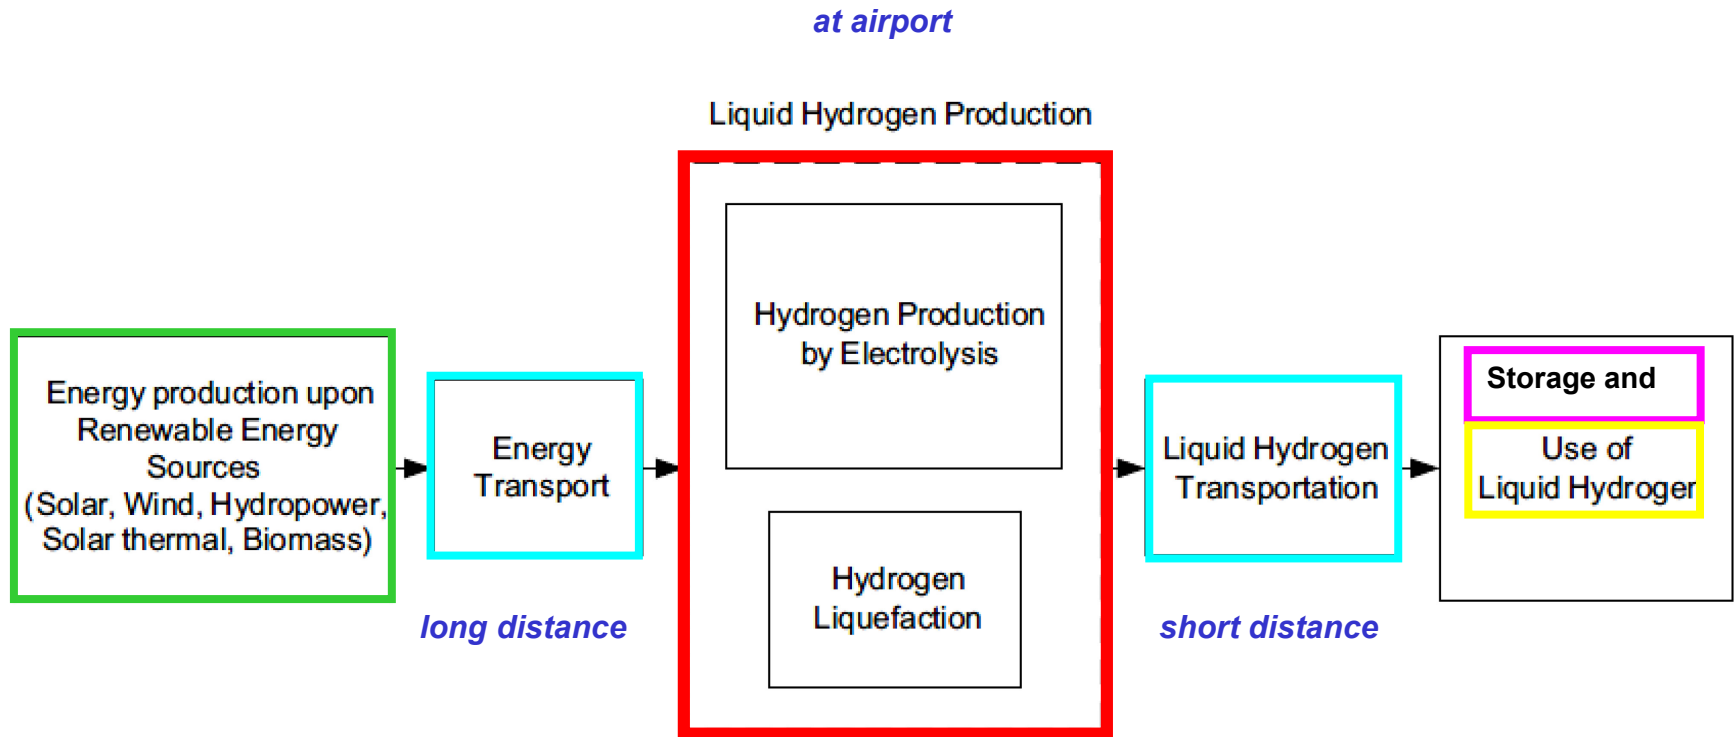 at airport
Liquid Hydrogen Production
Hydrogen Production
by Electrolysis
Hydrogen
Liquefaction
Energy production upon
Renewable Energy
Sources
(Solar, Wind, Hydropower,
Solar thermal, Biomass)
Energy
Transport
long distance
Liquid Hydrogen
Transportation
short distance
Storage and
Use of
Liquid Hydroger